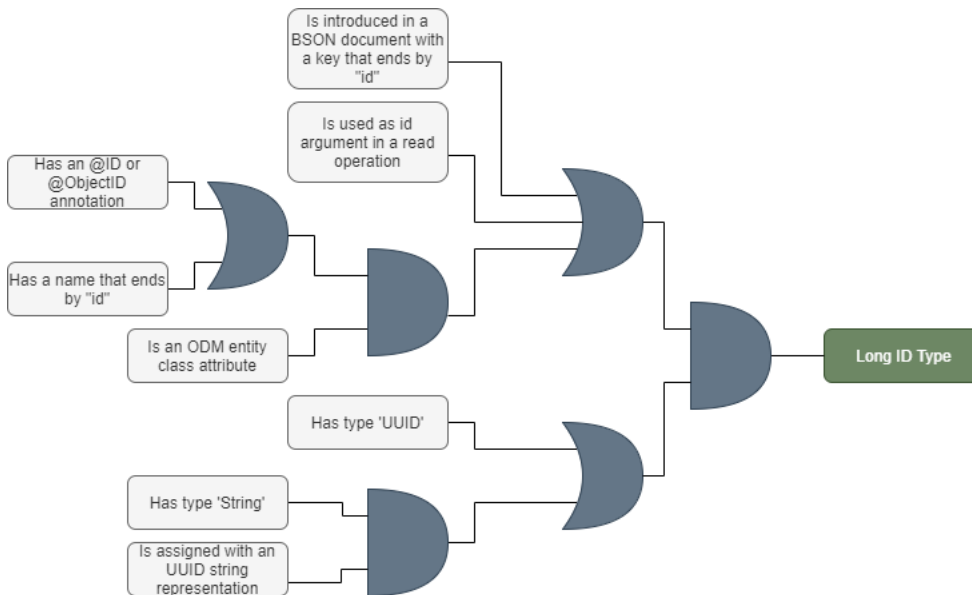 Is introduced in a
BSON document with
a key that ends by
"id"
Is used as id
argument in a read
operation
Has an @ID or
@ObjectID
annotation
Has a name that ends
by "id"
Is an ODM entity
class attribute
Long ID Type
Has type 'UUID'
Has type 'String'
Is assigned with an
UUID string
representation